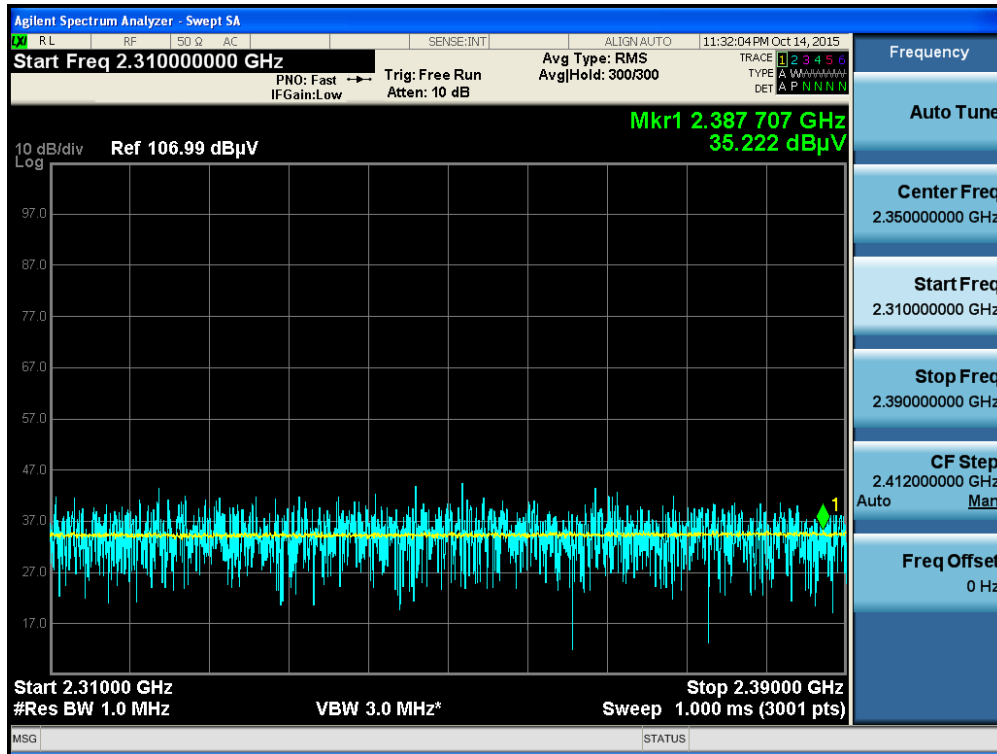 Agilent Spectrum Analyzer - Swept SA
LXI RL RF 50 Ω AC SENSE:INT ALIGN AUTO 11:32:04 PM Oct 14, 2015
Start Freq 2.310000000 GHz
PNO: Fast
IFGain:Low
Trig: Free Run
Atten: 10 dB
Avg Type: RMS
Avg|Hold: 300/300
TRACE 1 2 3 4 5 6
TYPE A WWWWW
DET A P N N N N
Mkr1 2.387 707 GHz
35.222 dBµV
10 dB/div Ref 106.99 dBµV
Log
97.0
87.0
77.0
67.0
57.0
47.0
37.0
27.0
17.0
1
Start 2.31000 GHz Stop 2.39000 GHz
#Res BW 1.0 MHz VBW 3.0 MHz* Sweep 1.000 ms (3001 pts)
MSG STATUS
Frequency
Auto Tune
Center Freq
2.350000000 GHz
Start Freq
2.310000000 GHz
Stop Freq
2.390000000 GHz
CF Step
2.412000000 GHz
Auto Man
Freq Offset
0 Hz